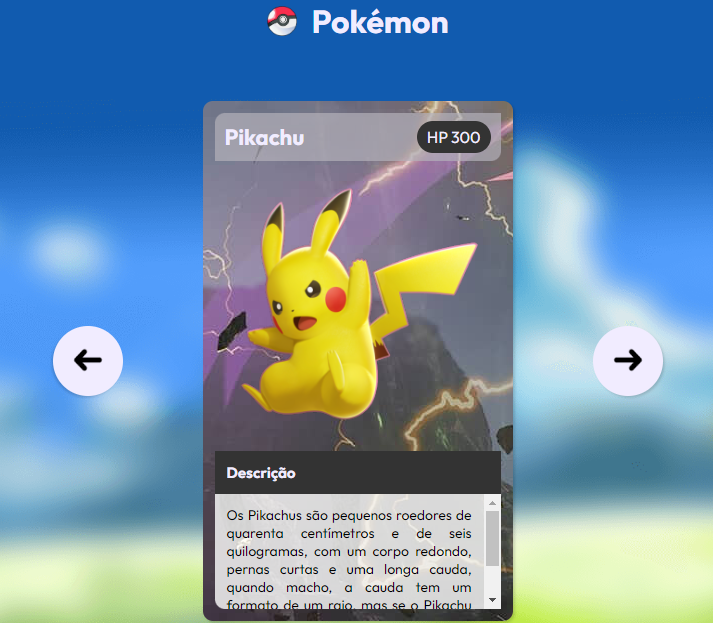 Pokémon
Pikachu
HP 300
Descrição
Os Pikachus são pequenos roedores de
quarenta centímetros e de seis
quilogramas, com um corpo redondo,
pernas curtas e uma longa cauda,
quando macho, a cauda tem um
formato de um raio, mas se o Pikachu